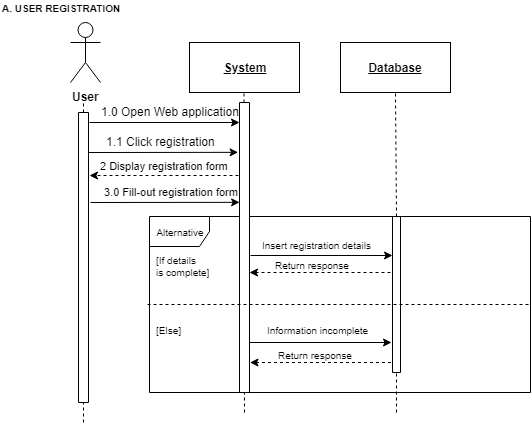 A. USER REGISTRATION
System
Database
User
1.0 Open Web application
1.1 Click registration
2 Display registration form
3.0 Fill-out registration form
Alternative
Insert registration details
[If details
is complete]
Return response
[Else]
Information incomplete
Return response